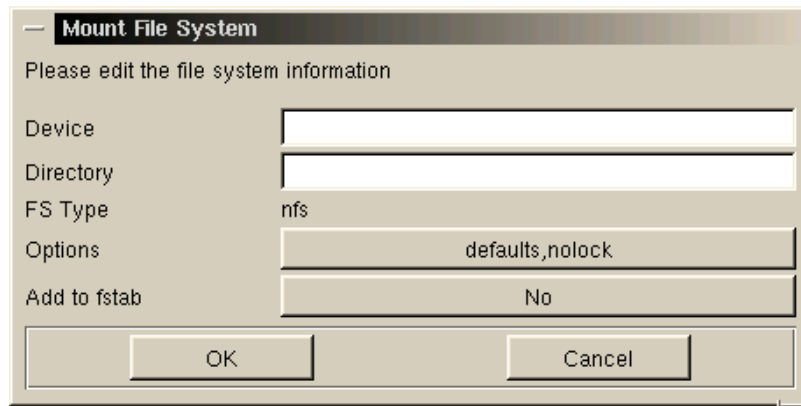 Mount File System
Please edit the file system information
Device
Directory
FS Type nfs
Options defaults,nolock
Add to fstab No
OK Cancel